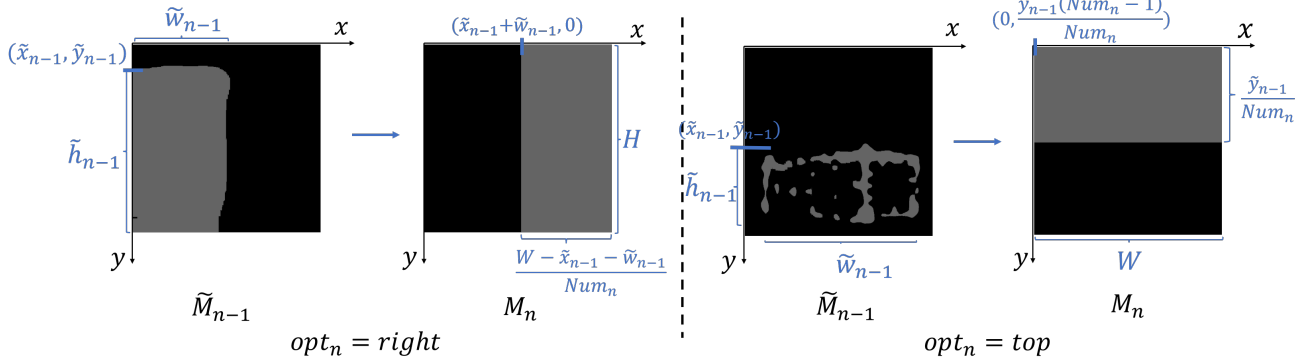 w̃ₙ₋₁
x
(x̃ₙ₋₁, ỹₙ₋₁)
h̃ₙ₋₁
y
M̃ₙ₋₁
(x̃ₙ₋₁+w̃ₙ₋₁, 0)
x
H
W − x̃ₙ₋₁ − w̃ₙ₋₁
Numₙ
y
Mₙ
optₙ = right
x
(x̃ₙ₋₁, ỹₙ₋₁)
h̃ₙ₋₁
w̃ₙ₋₁
y
M̃ₙ₋₁
(0, ỹₙ₋₁(Numₙ − 1)/Numₙ)
x
ỹₙ₋₁
Numₙ
W
y
Mₙ
optₙ = top